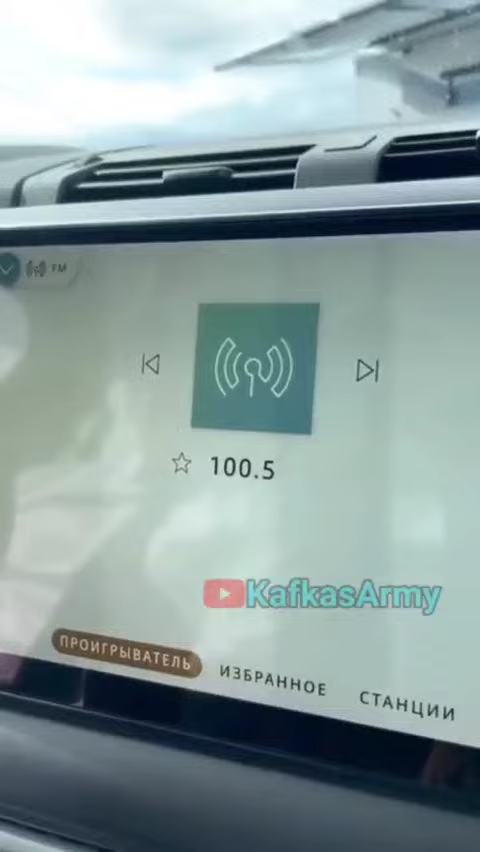 FM
100.5
KafkasArmy
ПРОИГРЫВАТЕЛЬ
ИЗБРАННОЕ
СТАНЦИИ